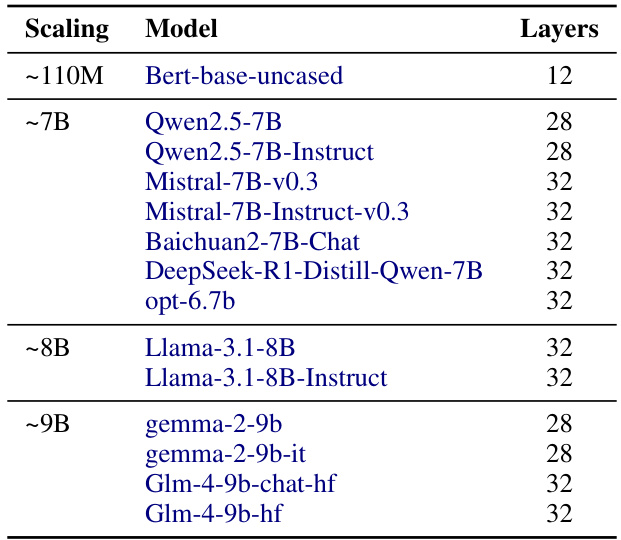 Scaling Model Layers
~110M Bert-base-uncased 12
~7B Qwen2.5-7B 28
Qwen2.5-7B-Instruct 28
Mistral-7B-v0.3 32
Mistral-7B-Instruct-v0.3 32
Baichuan2-7B-Chat 32
DeepSeek-R1-Distill-Qwen-7B 32
opt-6.7b 32
~8B Llama-3.1-8B 32
Llama-3.1-8B-Instruct 32
~9B gemma-2-9b 28
gemma-2-9b-it 28
Glm-4-9b-chat-hf 32
Glm-4-9b-hf 32